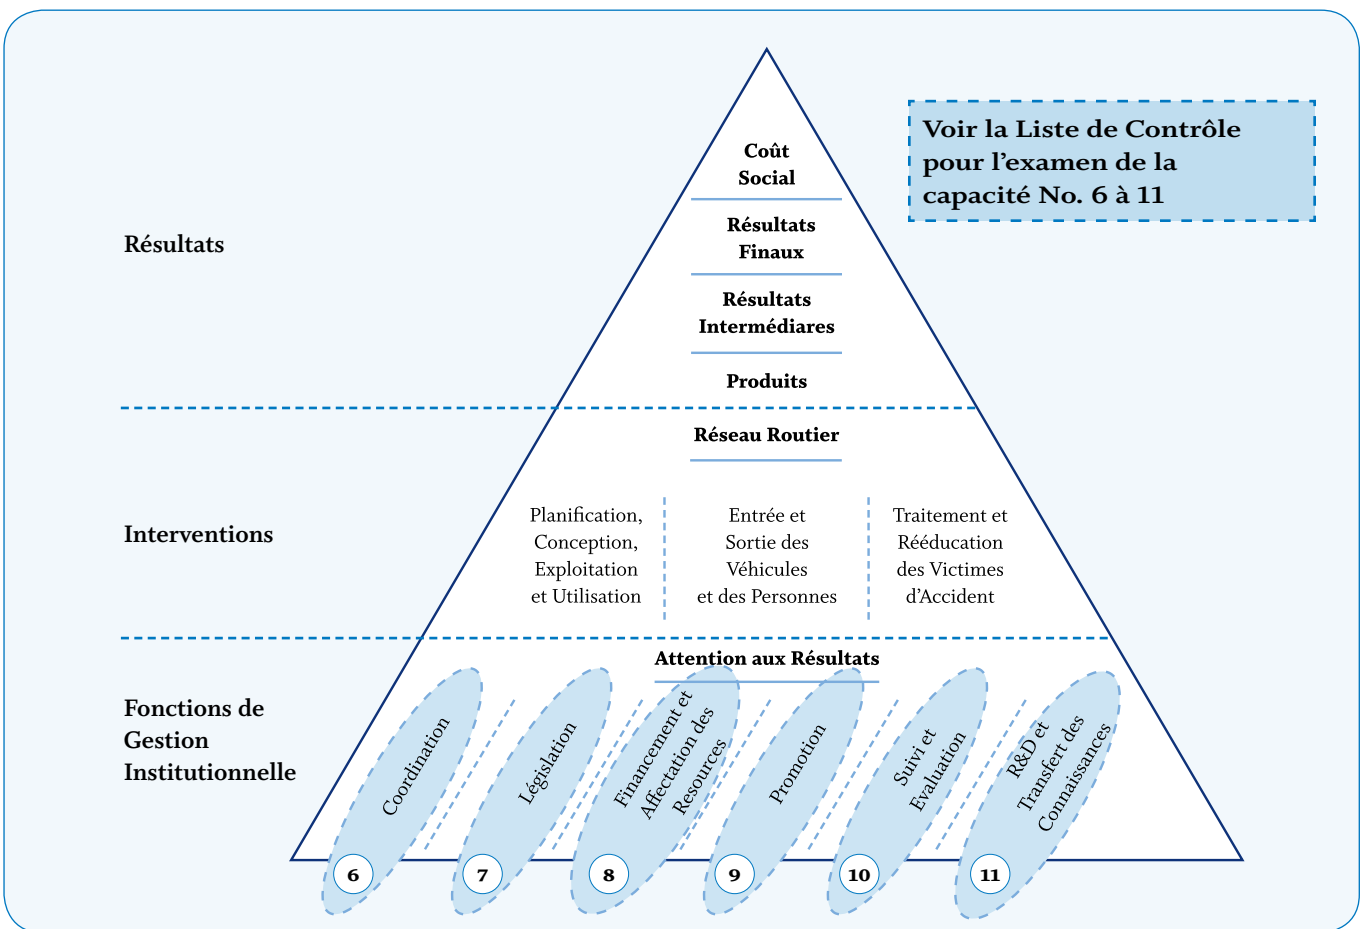 Voir la Liste de Contrôle
pour l’examen de la
capacité No. 6 à 11
Résultats
Coût
Social
Résultats
Finaux
Résultats
Intermédiares
Produits
Interventions
Réseau Routier
Planification,
Conception,
Exploitation
et Utilisation
Entrée et
Sortie des
Véhicules
et des Personnes
Traitement et
Rééducation
des Victimes
d’Accident
Fonctions de
Gestion
Institutionnelle
Attention aux Résultats
Coordination
Législation
Financement et
Affectation des
Resources
Promotion
Suivi et
Evaluation
R&D et
Transfert des
Connaissances
6
7
8
9
10
11